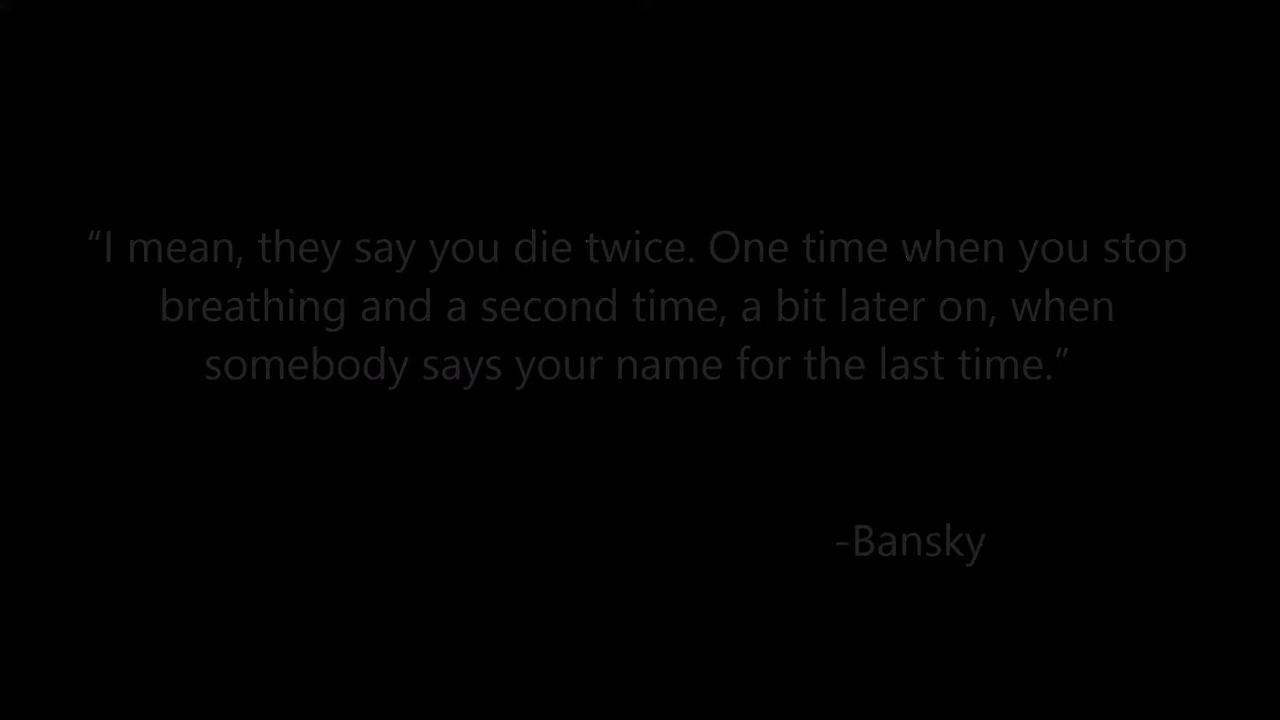 “I mean, they say you die twice. One time when you stop
breathing and a second time, a bit later on, when
somebody says your name for the last time.”
-Bansky